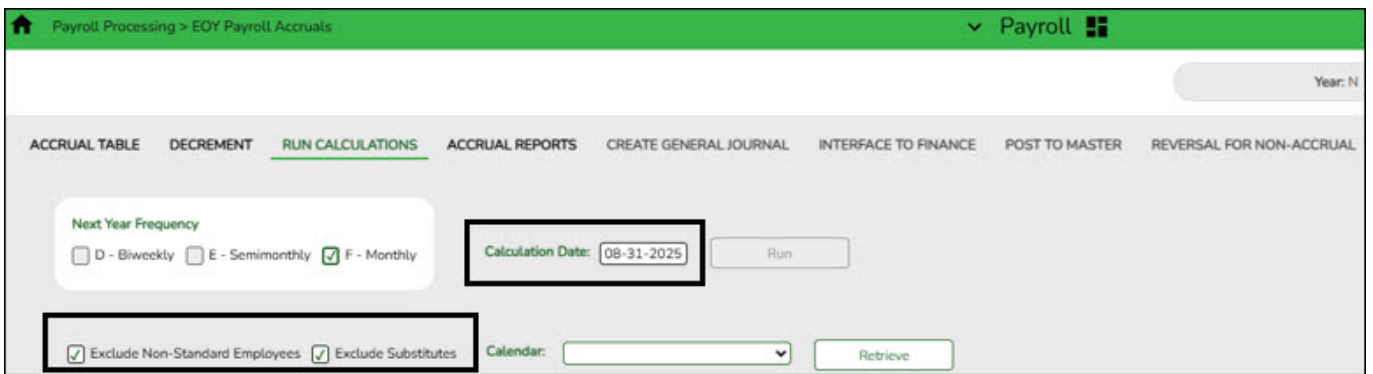 Payroll Processing > EOY Payroll Accruals
Payroll
Year: N
ACCRUAL TABLE DECREMENT RUN CALCULATIONS ACCRUAL REPORTS CREATE GENERAL JOURNAL INTERFACE TO FINANCE POST TO MASTER REVERSAL FOR NON-ACCRUAL
Next Year Frequency
D - Biweekly E - Semimonthly F - Monthly
Calculation Date: 08-31-2025 Run
Exclude Non-Standard Employees Exclude Substitutes Calendar: Retrieve